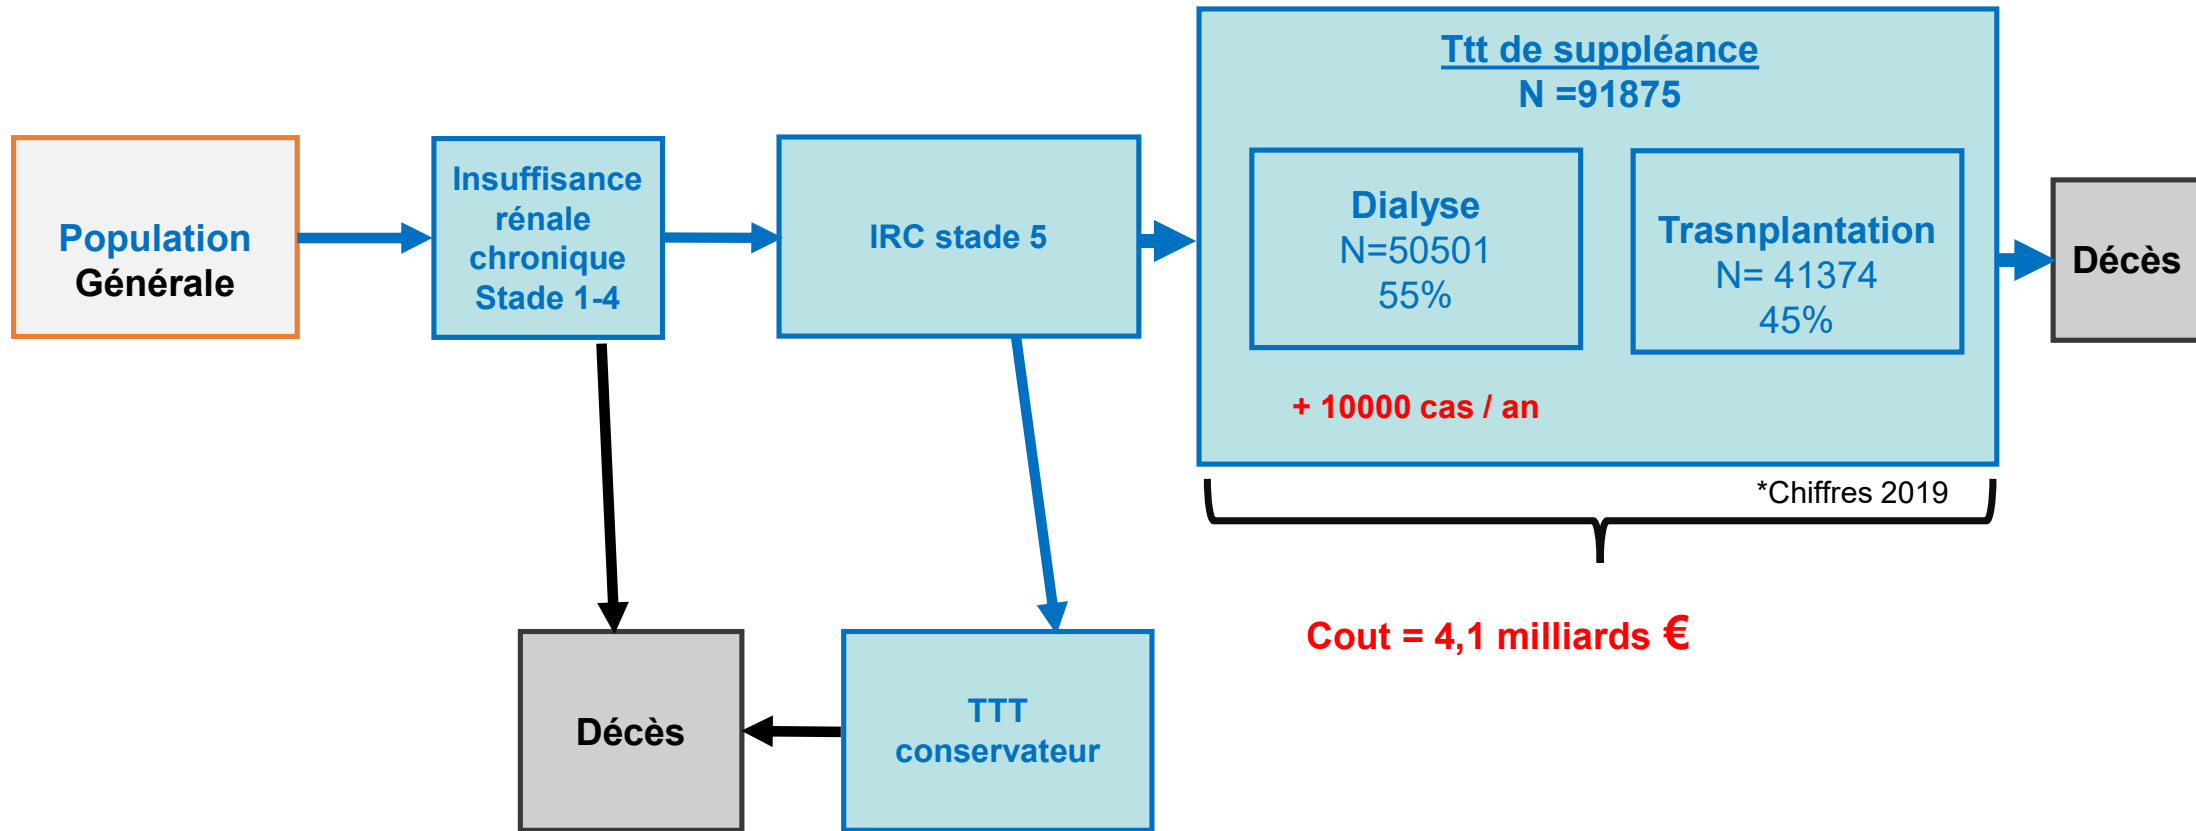 Population
Générale
Insuffisance
rénale
chronique
Stade 1-4
IRC stade 5
Ttt de suppléance
N =91875
Dialyse
N=50501
55%
Trasnplantation
N= 41374
45%
+ 10000 cas / an
Décès
*Chiffres 2019
Cout = 4,1 milliards €
Décès
TTT
conservateur